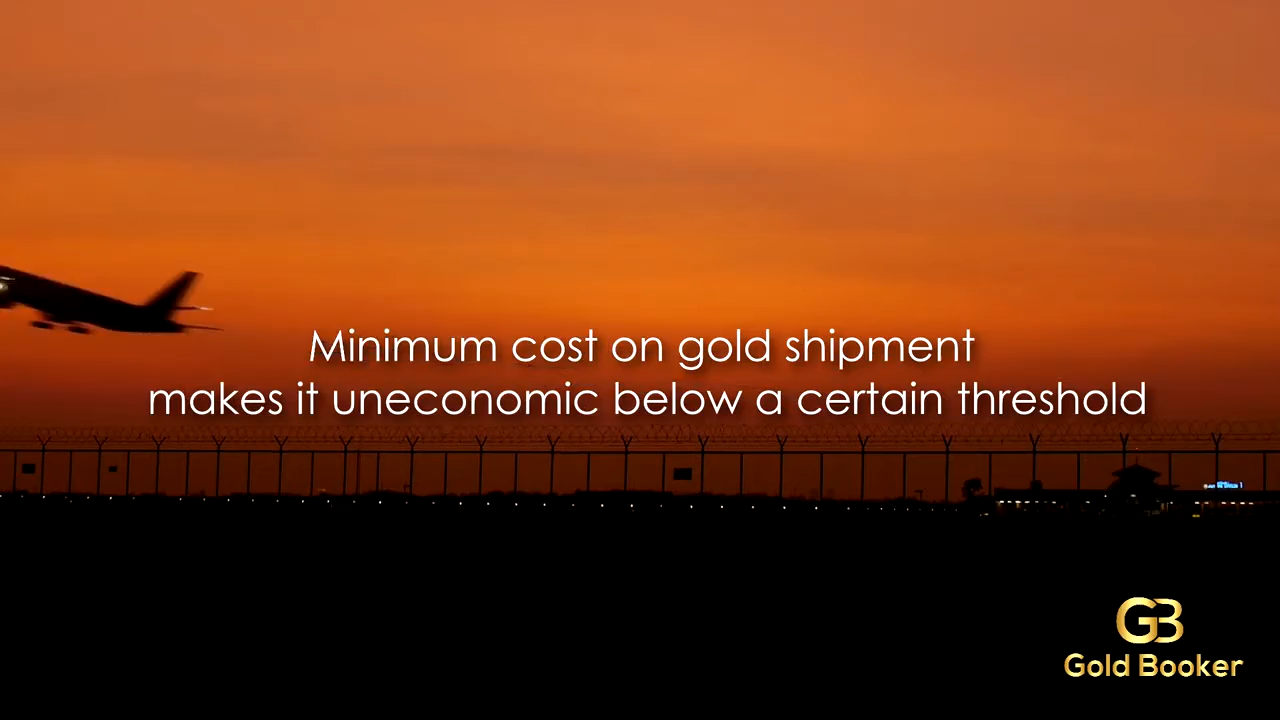 Minimum cost on gold shipment
makes it uneconomic below a certain threshold
GB
Gold Booker